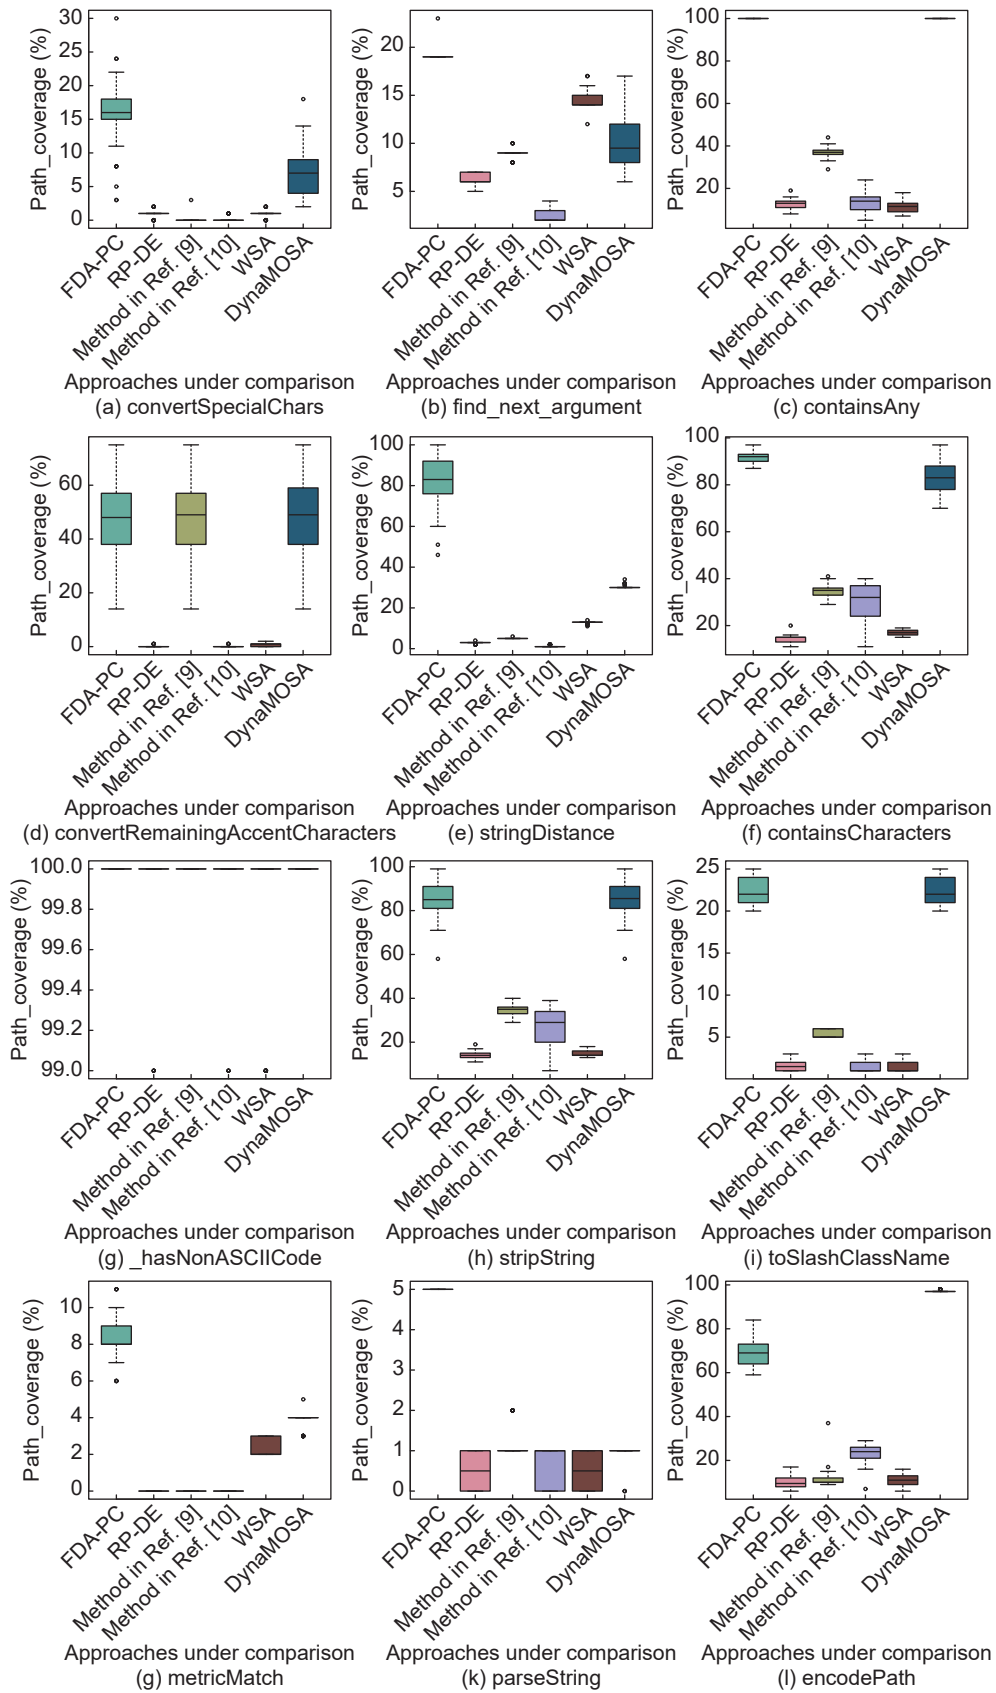 Path_coverage (%)
30
25
20
15
10
5
0
FDA-PC
RP-DE
Method in Ref. [9]
Method in Ref. [10]
WSA
DynaMOSA
Approaches under comparison
(a) convertSpecialChars
Path_coverage (%)
20
15
10
5
FDA-PC
RP-DE
Method in Ref. [9]
Method in Ref. [10]
WSA
DynaMOSA
Approaches under comparison
(b) find_next_argument
Path_coverage (%)
100
80
60
40
20
FDA-PC
RP-DE
Method in Ref. [9]
Method in Ref. [10]
WSA
DynaMOSA
Approaches under comparison
(c) containsAny
Path_coverage (%)
60
40
20
0
FDA-PC
RP-DE
Method in Ref. [9]
Method in Ref. [10]
WSA
DynaMOSA
Approaches under comparison
(d) convertRemainingAccentCharacters
Path_coverage (%)
100
80
60
40
20
0
FDA-PC
RP-DE
Method in Ref. [9]
Method in Ref. [10]
WSA
DynaMOSA
Approaches under comparison
(e) stringDistance
Path_coverage (%)
100
80
60
40
20
FDA-PC
RP-DE
Method in Ref. [9]
Method in Ref. [10]
WSA
DynaMOSA
Approaches under comparison
(f) containsCharacters
Path_coverage (%)
100.0
99.8
99.6
99.4
99.2
99.0
FDA-PC
RP-DE
Method in Ref. [9]
Method in Ref. [10]
WSA
DynaMOSA
Approaches under comparison
(g) _hasNonASCIICode
Path_coverage (%)
100
80
60
40
20
FDA-PC
RP-DE
Method in Ref. [9]
Method in Ref. [10]
WSA
DynaMOSA
Approaches under comparison
(h) stripString
Path_coverage (%)
25
20
15
10
5
FDA-PC
RP-DE
Method in Ref. [9]
Method in Ref. [10]
WSA
DynaMOSA
Approaches under comparison
(i) toSlashClassName
Path_coverage (%)
10
8
6
4
2
0
FDA-PC
RP-DE
Method in Ref. [9]
Method in Ref. [10]
WSA
DynaMOSA
Approaches under comparison
(g) metricMatch
Path_coverage (%)
5
4
3
2
1
0
FDA-PC
RP-DE
Method in Ref. [9]
Method in Ref. [10]
WSA
DynaMOSA
Approaches under comparison
(k) parseString
Path_coverage (%)
100
80
60
40
20
FDA-PC
RP-DE
Method in Ref. [9]
Method in Ref. [10]
WSA
DynaMOSA
Approaches under comparison
(l) encodePath